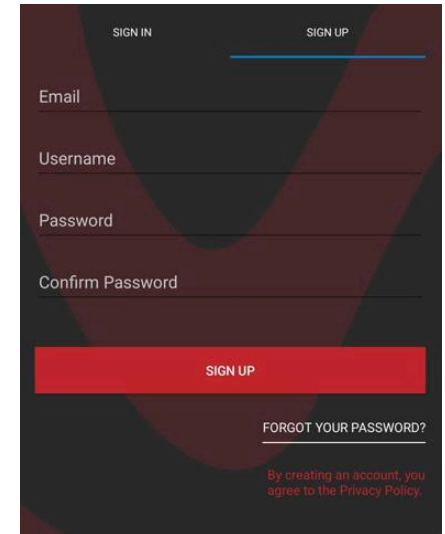 SIGN IN
SIGN UP
Email
Username
Password
Confirm Password
SIGN UP
FORGOT YOUR PASSWORD?
By creating an account, you
agree to the Privacy Policy.